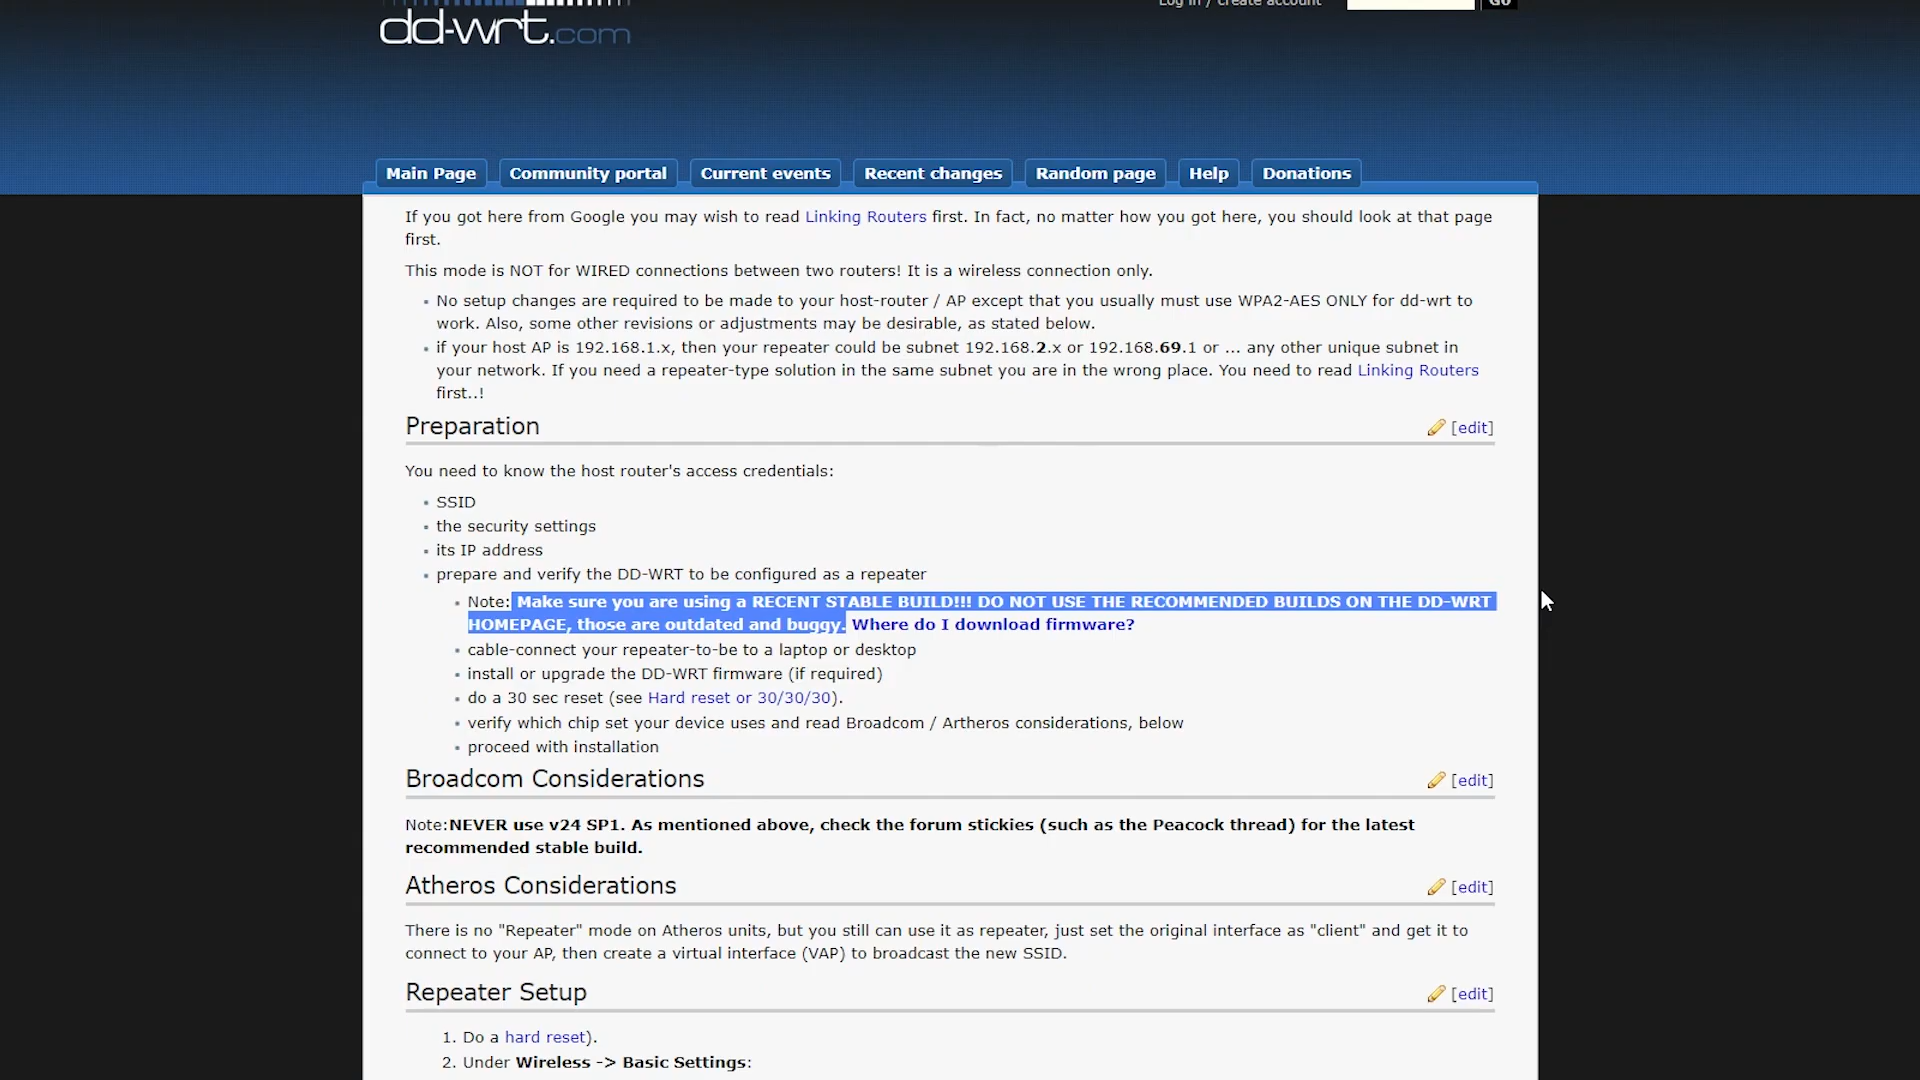 Log in / create account
Go
dd-wrt.com
Main Page
Community portal
Current events
Recent changes
Random page
Help
Donations
If you got here from Google you may wish to read Linking Routers first. In fact, no matter how you got here, you should look at that page
first.
This mode is NOT for WIRED connections between two routers! It is a wireless connection only.
No setup changes are required to be made to your host-router / AP except that you usually must use WPA2-AES ONLY for dd-wrt to
work. Also, some other revisions or adjustments may be desirable, as stated below.
if your host AP is 192.168.1.x, then your repeater could be subnet 192.168.2.x or 192.168.69.1 or ... any other unique subnet in
your network. If you need a repeater-type solution in the same subnet you are in the wrong place. You need to read Linking Routers
first..!
Preparation
[edit]
You need to know the host router's access credentials:
SSID
the security settings
its IP address
prepare and verify the DD-WRT to be configured as a repeater
Note: Make sure you are using a RECENT STABLE BUILD!!! DO NOT USE THE RECOMMENDED BUILDS ON THE DD-WRT
HOMEPAGE, those are outdated and buggy. Where do I download firmware?
cable-connect your repeater-to-be to a laptop or desktop
install or upgrade the DD-WRT firmware (if required)
do a 30 sec reset (see Hard reset or 30/30/30).
verify which chip set your device uses and read Broadcom / Artheros considerations, below
proceed with installation
Broadcom Considerations
[edit]
Note:NEVER use v24 SP1. As mentioned above, check the forum stickies (such as the Peacock thread) for the latest
recommended stable build.
Atheros Considerations
[edit]
There is no "Repeater" mode on Atheros units, but you still can use it as repeater, just set the original interface as "client" and get it to
connect to your AP, then create a virtual interface (VAP) to broadcast the new SSID.
Repeater Setup
[edit]
1. Do a hard reset).
2. Under Wireless -> Basic Settings: